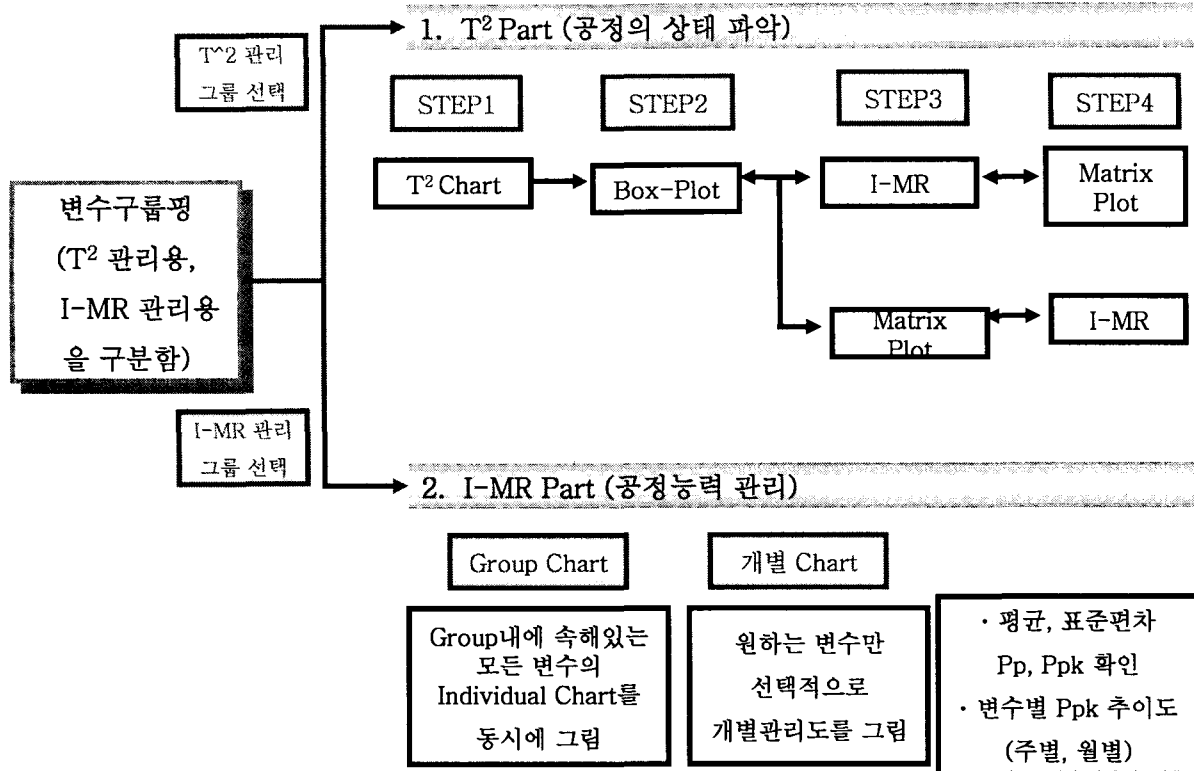 1. T² Part (공정의 상태 파악)
T^2 관리
그룹 선택
STEP1
STEP2
STEP3
STEP4
T² Chart
Box-Plot
I-MR
Matrix
Plot
변수구룹핑
(T² 관리용,
I-MR 관리용
을 구분함)
Matrix
Plot
I-MR
I-MR 관리
그룹 선택
2. I-MR Part (공정능력 관리)
Group Chart
개별 Chart
Group내에 속해있는
모든 변수의
Individual Chart를
동시에 그림
원하는 변수만
선택적으로
개별관리도를 그림
· 평균, 표준편차
Pp, Ppk 확인
· 변수별 Ppk 추이도
(주별, 월별)